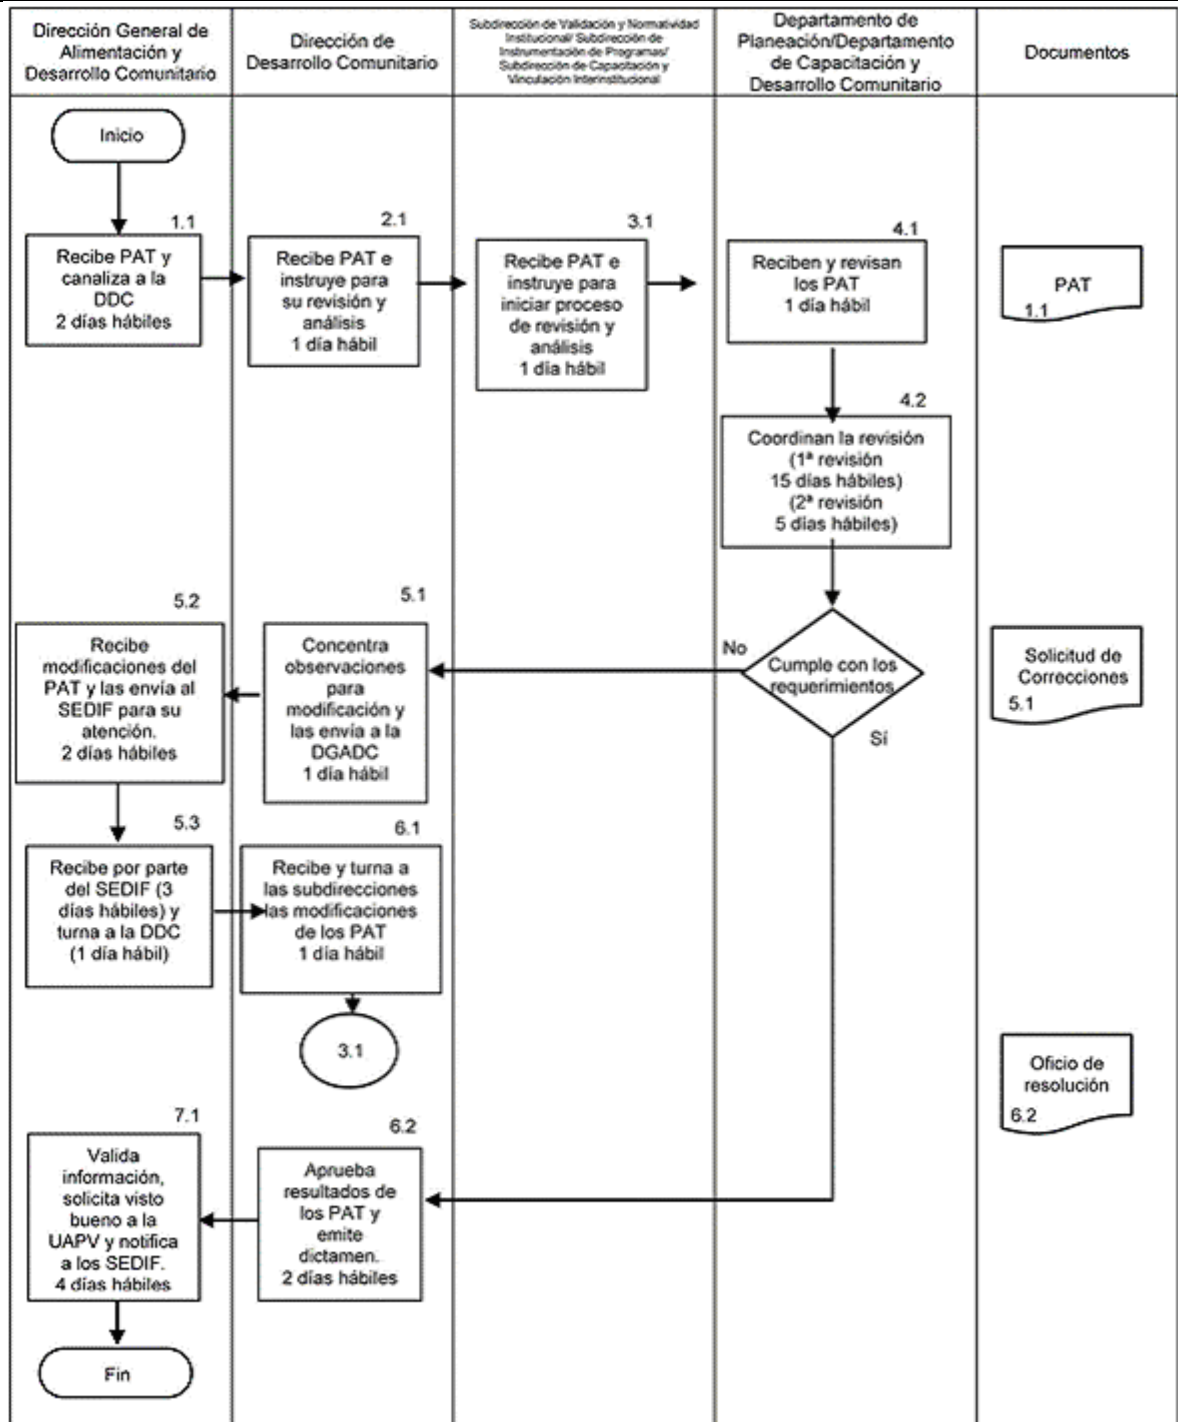 Dirección General de
Alimentación y
Desarrollo Comunitario
Dirección de
Desarrollo Comunitario
Subdirección de Validación y Normatividad
Institucional/ Subdirección de
Instrumentación de Programas/
Subdirección de Capacitación y
Vinculación Interinstitucional
Departamento de
Planeación/Departamento
de Capacitación y
Desarrollo Comunitario
Documentos
Inicio
1.1
Recibe PAT y
canaliza a la
DDC
2 días hábiles
2.1
Recibe PAT e
instruye para
su revisión y
análisis
1 día hábil
3.1
Recibe PAT e
instruye para
iniciar proceso
de revisión y
análisis
1 día hábil
4.1
Reciben y revisan
los PAT
1 día hábil
PAT
1.1
4.2
Coordinan la revisión
(1ª revisión
15 días hábiles)
(2ª revisión
5 días hábiles)
Cumple con los
requerimientos
No
Sí
Solicitud de
Correcciones
5.1
5.1
Concentra
observaciones
para
modificación y
las envía a la
DGADC
1 día hábil
5.2
Recibe
modificaciones del
PAT y las envía al
SEDIF para su
atención.
2 días hábiles
5.3
Recibe por parte
del SEDIF (3
días hábiles) y
turna a la DDC
(1 día hábil)
6.1
Recibe y turna a
las subdirecciones
las modificaciones
de los PAT
1 día hábil
3.1
Oficio de
resolución
6.2
6.2
Aprueba
resultados de
los PAT y
emite
dictamen.
2 días hábiles
7.1
Valida
información,
solicita visto
bueno a la
UAPV y notifica
a los SEDIF.
4 días hábiles
Fin